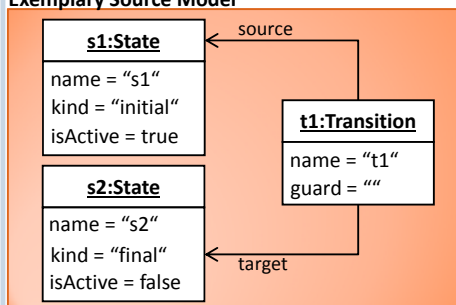 Exemplary Source Model
s1:State
name = “s1“
kind = “initial“
isActive = true
source
t1:Transition
name = “t1“
guard = ““
s2:State
name = “s2“
kind = “final“
isActive = false
target